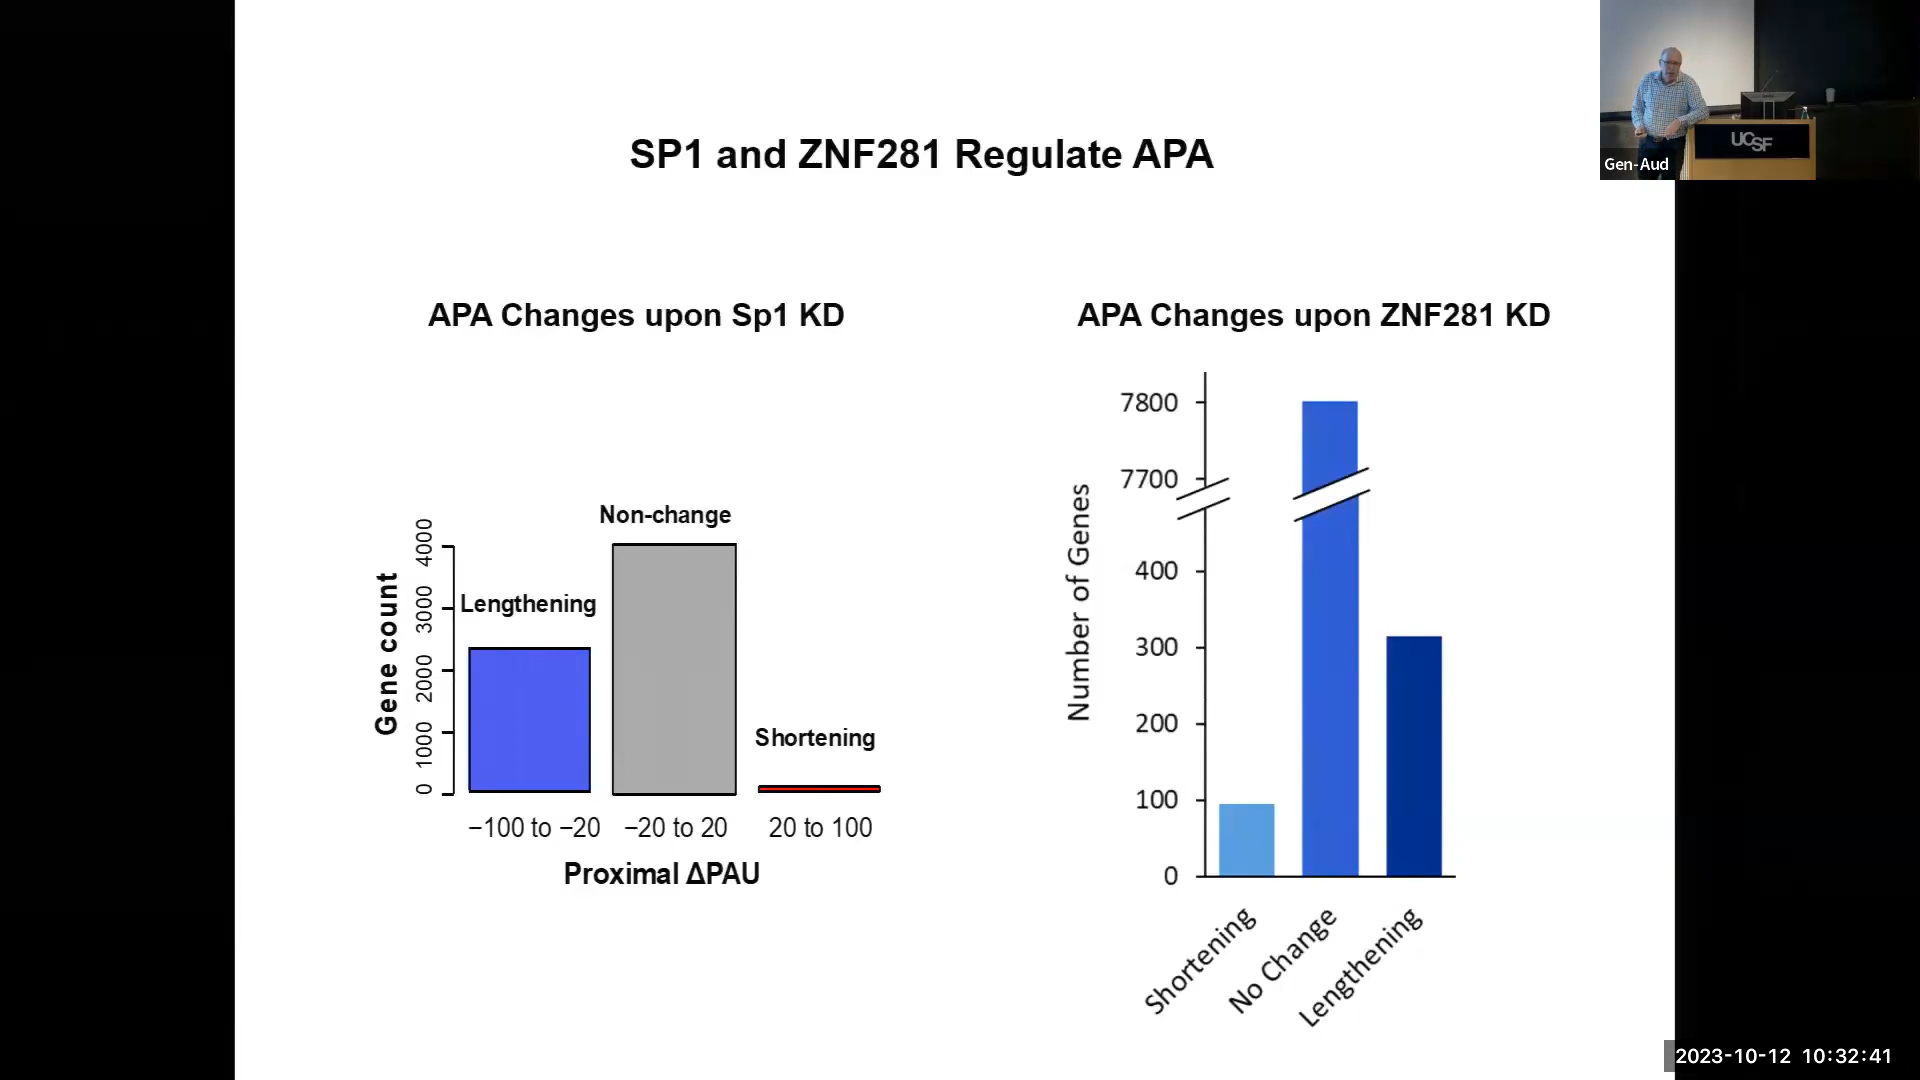 SP1 and ZNF281 Regulate APA
APA Changes upon Sp1 KD
Gene count
4000
3000
2000
1000
0
Lengthening
Non-change
Shortening
−100 to −20
−20 to 20
20 to 100
Proximal ΔPAU
APA Changes upon ZNF281 KD
Number of Genes
7800
7700
400
300
200
100
0
Shortening
No Change
Lengthening
UCSF
Gen-Aud
2023-10-12 10:32:41